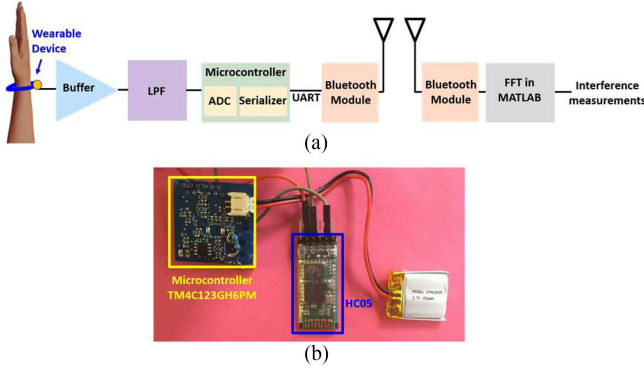 Wearable
Device
Buffer
LPF
Microcontroller
ADC
Serializer
UART
Bluetooth
Module
Bluetooth
Module
FFT in
MATLAB
Interference
measurements
(a)
Microcontroller
TM4C123GH6PM
HC05
(b)